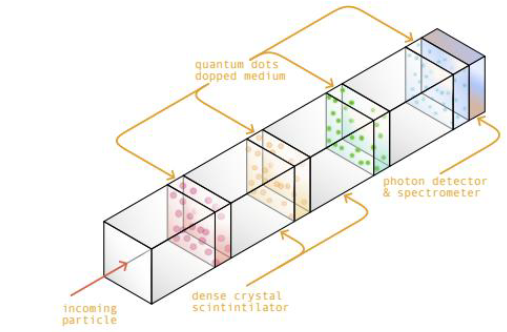 quantum dots
dopped medium
photon detector
& spectrometer
dense crystal
scintintilator
incoming
particle